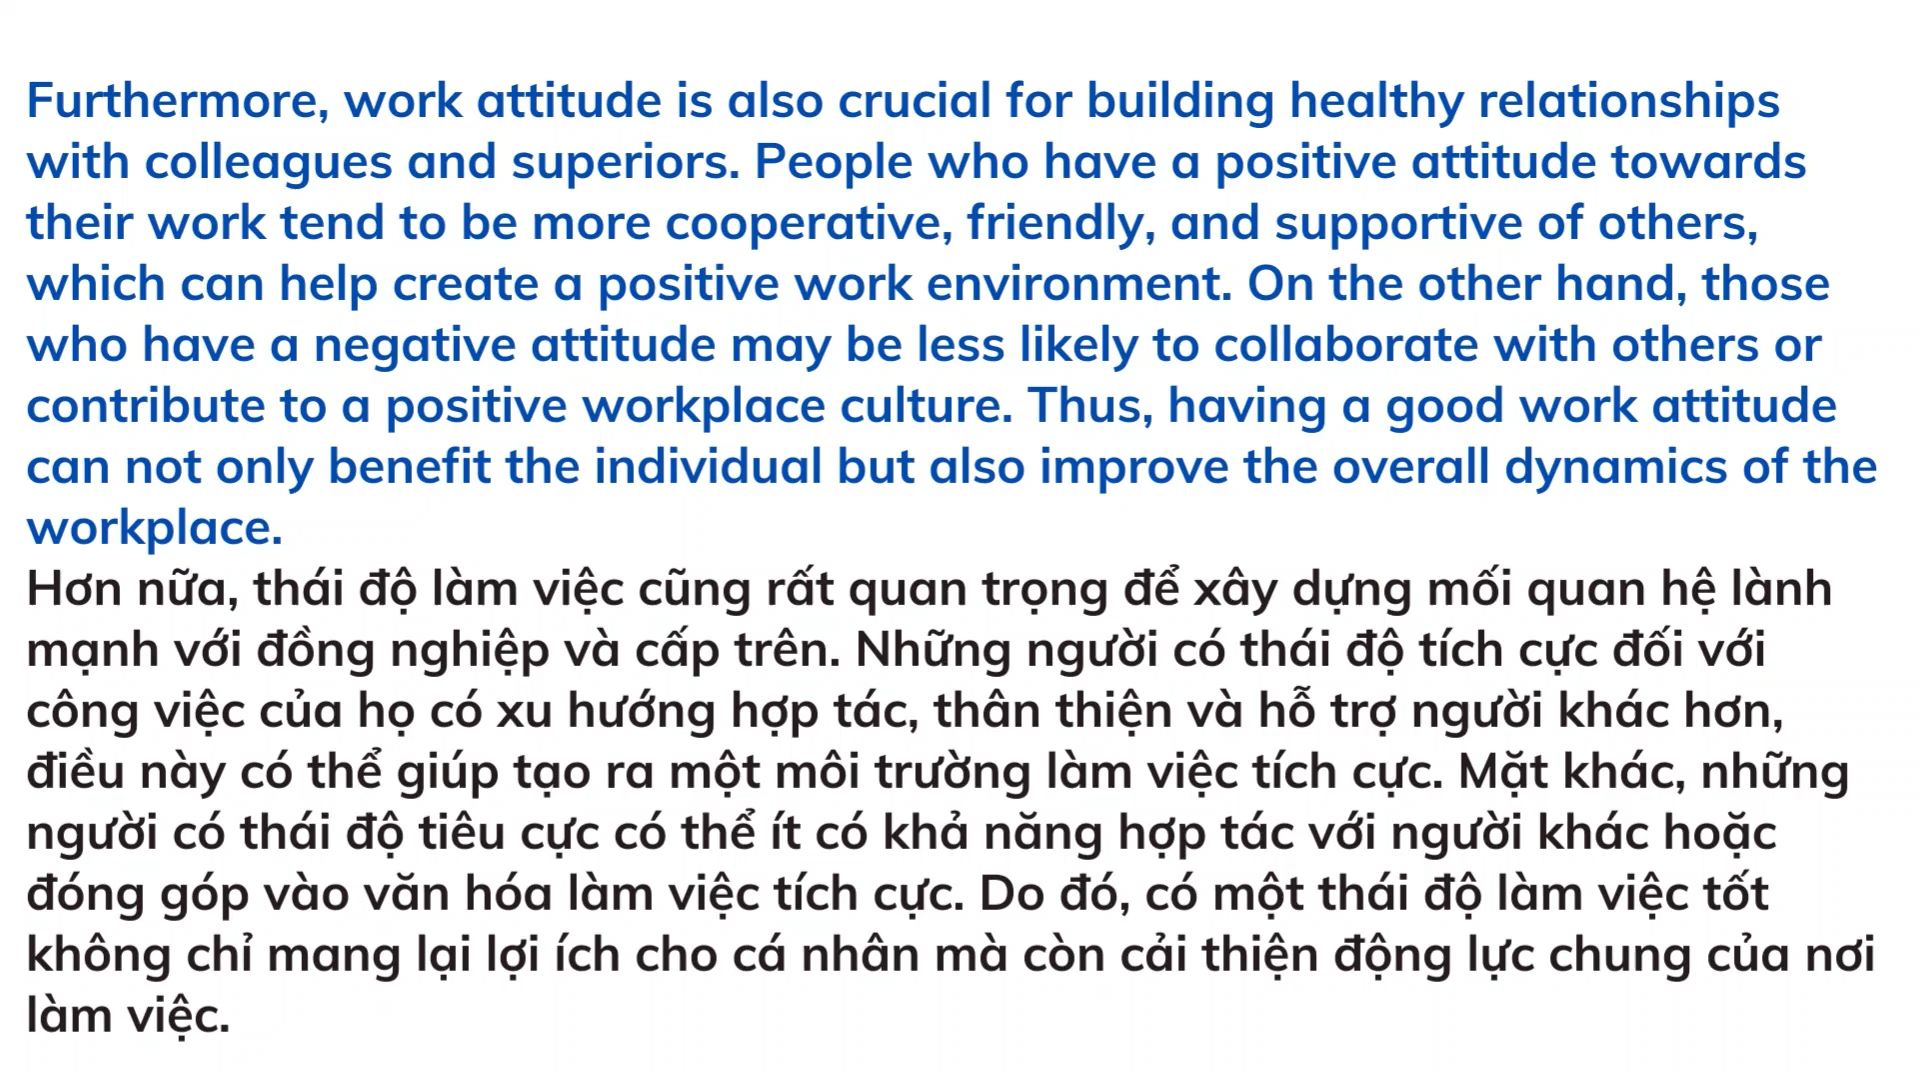 Furthermore, work attitude is also crucial for building healthy relationships
with colleagues and superiors. People who have a positive attitude towards
their work tend to be more cooperative, friendly, and supportive of others,
which can help create a positive work environment. On the other hand, those
who have a negative attitude may be less likely to collaborate with others or
contribute to a positive workplace culture. Thus, having a good work attitude
can not only benefit the individual but also improve the overall dynamics of the
workplace.
Hơn nữa, thái độ làm việc cũng rất quan trọng để xây dựng mối quan hệ lành
mạnh với đồng nghiệp và cấp trên. Những người có thái độ tích cực đối với
công việc của họ có xu hướng hợp tác, thân thiện và hỗ trợ người khác hơn,
điều này có thể giúp tạo ra một môi trường làm việc tích cực. Mặt khác, những
người có thái độ tiêu cực có thể ít có khả năng hợp tác với người khác hoặc
đóng góp vào văn hóa làm việc tích cực. Do đó, có một thái độ làm việc tốt
không chỉ mang lại lợi ích cho cá nhân mà còn cải thiện động lực chung của nơi
làm việc.